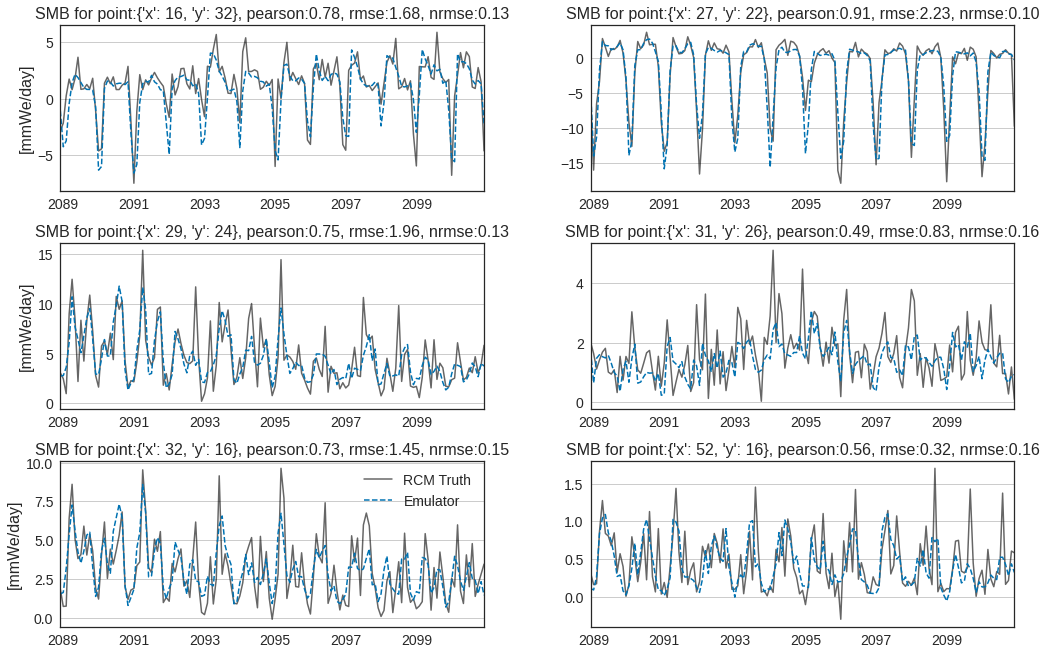 SMB for point:{'x': 16, 'y': 32}, pearson:0.78, rmse:1.68, nrmse:0.13
5
0
−5
[mmWe/day]
2089 2091 2093 2095 2097 2099
SMB for point:{'x': 27, 'y': 22}, pearson:0.91, rmse:2.23, nrmse:0.10
0
−5
−10
−15
2089 2091 2093 2095 2097 2099
SMB for point:{'x': 29, 'y': 24}, pearson:0.75, rmse:1.96, nrmse:0.13
15
10
5
0
[mmWe/day]
2089 2091 2093 2095 2097 2099
SMB for point:{'x': 31, 'y': 26}, pearson:0.49, rmse:0.83, nrmse:0.16
4
2
0
2089 2091 2093 2095 2097 2099
SMB for point:{'x': 32, 'y': 16}, pearson:0.73, rmse:1.45, nrmse:0.15
10.0
7.5
5.0
2.5
0.0
[mmWe/day]
RCM Truth
Emulator
2089 2091 2093 2095 2097 2099
SMB for point:{'x': 52, 'y': 16}, pearson:0.56, rmse:0.32, nrmse:0.16
1.5
1.0
0.5
0.0
2089 2091 2093 2095 2097 2099